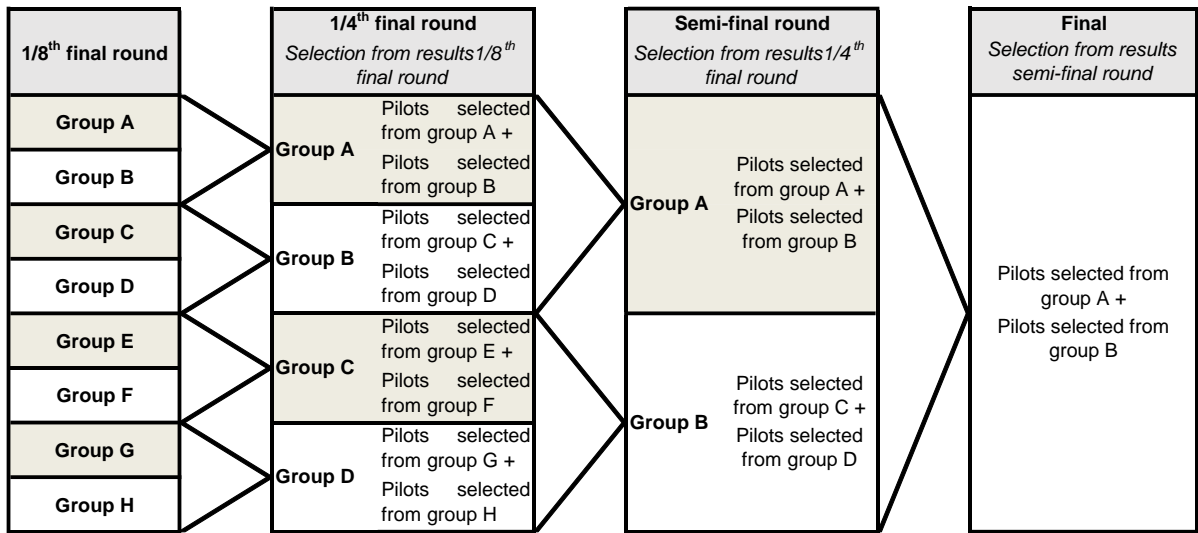 1/8th final round
Group A
Group B
Group C
Group D
Group E
Group F
Group G
Group H
1/4th final round
Selection from results1/8th
final round
Group A
Pilots selected
from group A +
Pilots selected
from group B
Group B
Pilots selected
from group C +
Pilots selected
from group D
Group C
Pilots selected
from group E +
Pilots selected
from group F
Group D
Pilots selected
from group G +
Pilots selected
from group H
Semi-final round
Selection from results1/4th
final round
Group A
Pilots selected
from group A +
Pilots selected
from group B
Group B
Pilots selected
from group C +
Pilots selected
from group D
Final
Selection from results
semi-final round
Pilots selected from
group A +
Pilots selected from
group B